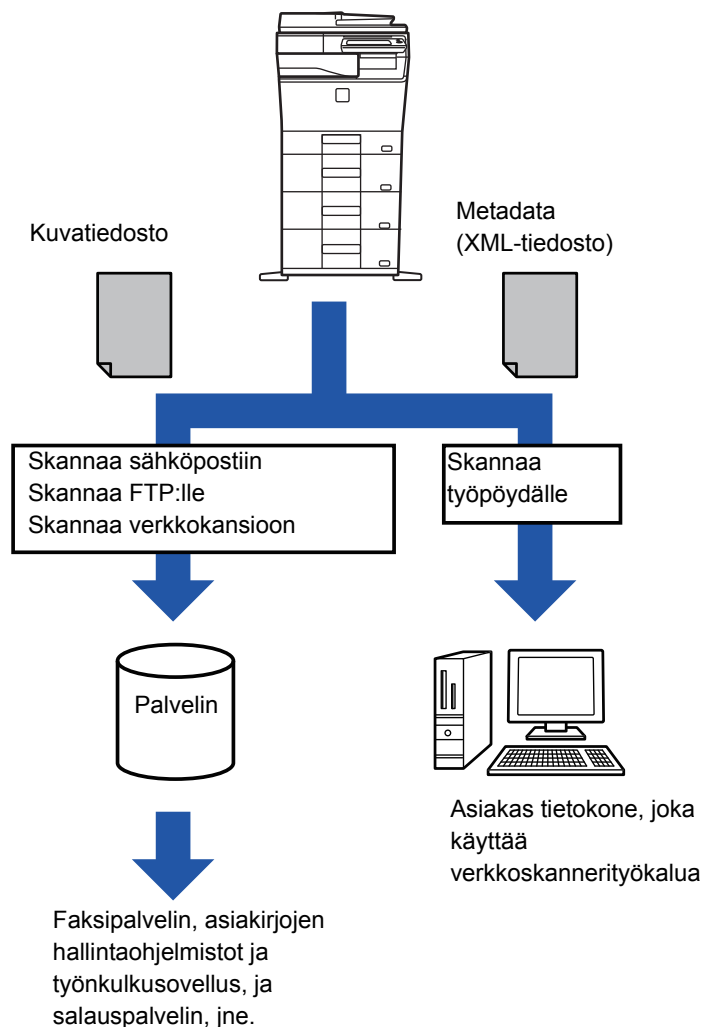 Kuvatiedosto
Metadata
(XML-tiedosto)
Skannaa sähköpostiin
Skannaa FTP:lle
Skannaa verkkokansioon
Skannaa
työpöydälle
Palvelin
Asiakas tietokone, joka
käyttää
verkkoskannerityökalua
Faksipalvelin, asiakirjojen
hallintaohjelmistot ja
työnkulkusovellus, ja
salauspalvelin, jne.